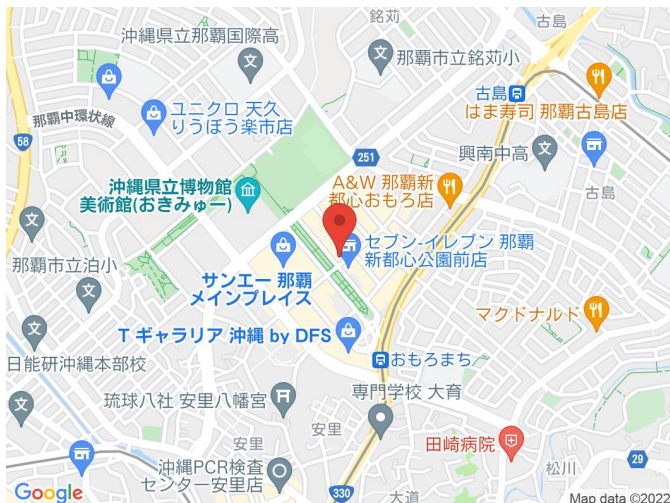 沖縄県立那覇国際高
銘苅
那覇市立銘苅小
古島
はま寿司 那覇古島店
ユニクロ 天久
りうぼう楽市店
那覇中環状線
58
251
興南中高
古島
沖縄県立博物館
美術館(おきみゅー)
A&W 那覇新
都心おもろ店
セブン-イレブン 那覇
新都心公園前店
那覇市立泊小
サンエー 那覇
メインプレイス
マクドナルド
T ギャラリア 沖縄 by DFS
おもろまち
日能研沖縄本部校
琉球八社 安里八幡宮
専門学校 大育
安里
安里
田崎病院
沖縄PCR検査
センター安里店
松川
29
330
大道
Google
Map data ©2022